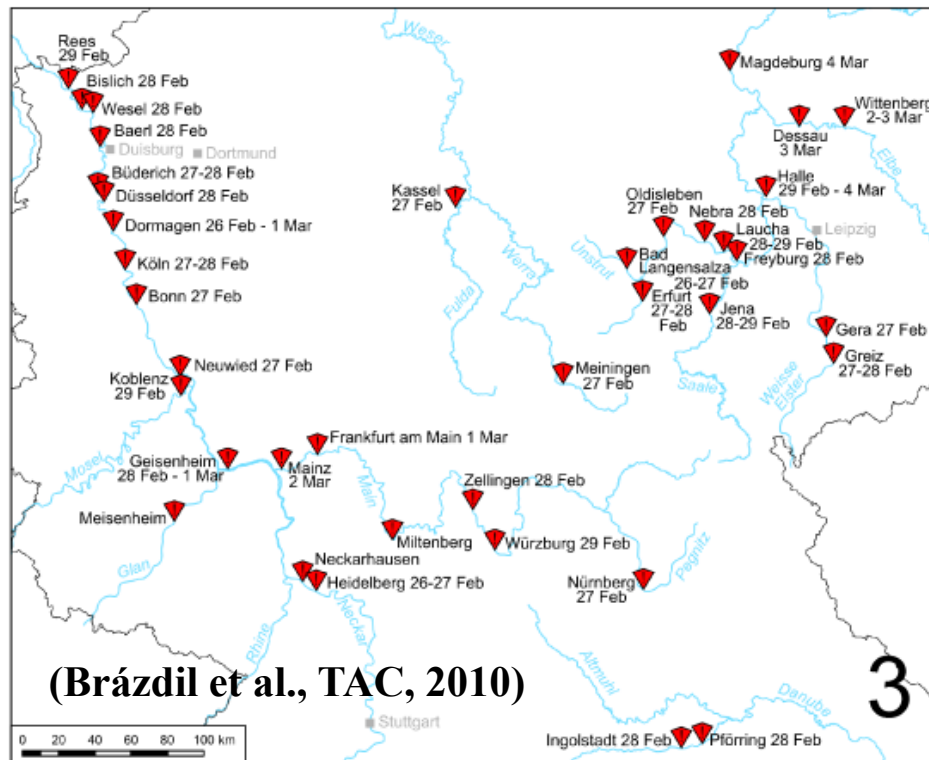 Rees
29 Feb
Bislich 28 Feb
Wesel 28 Feb
Baerl 28 Feb
Duisburg
Dortmund
Büderich 27-28 Feb
Düsseldorf 28 Feb
Dormagen 26 Feb - 1 Mar
Köln 27-28 Feb
Bonn 27 Feb
Neuwied 27 Feb
Koblenz
29 Feb
Mosel
Geisenheim
28 Feb - 1 Mar
Meisenheim
Glan
Weser
Kassel
27 Feb
Fulda
Werra
Meiningen
27 Feb
Frankfurt am Main 1 Mar
Mainz
2 Mar
Main
Miltenberg
Zellingen 28 Feb
Würzburg 29 Feb
Nürnberg
27 Feb
Pegnitz
Neckarhausen
Heidelberg 26-27 Feb
Rhine
Neckar
Stuttgart
Magdeburg 4 Mar
Wittenberg
2-3 Mar
Dessau
3 Mar
Elbe
Halle
29 Feb - 4 Mar
Leipzig
Oldisleben
27 Feb
Nebra 28 Feb
Laucha
28-29 Feb
Freyburg 28 Feb
Unstrut
Bad
Langensalza
26-27 Feb
Erfurt
27-28
Feb
Jena
28-29 Feb
Saale
Gera 27 Feb
Greiz
27-28 Feb
Weisse
Elster
Altmuhl
Danube
Ingolstadt 28 Feb
Pförring 28 Feb
3
(Brázdil et al., TAC, 2010)
0 20 40 60 80 100 km